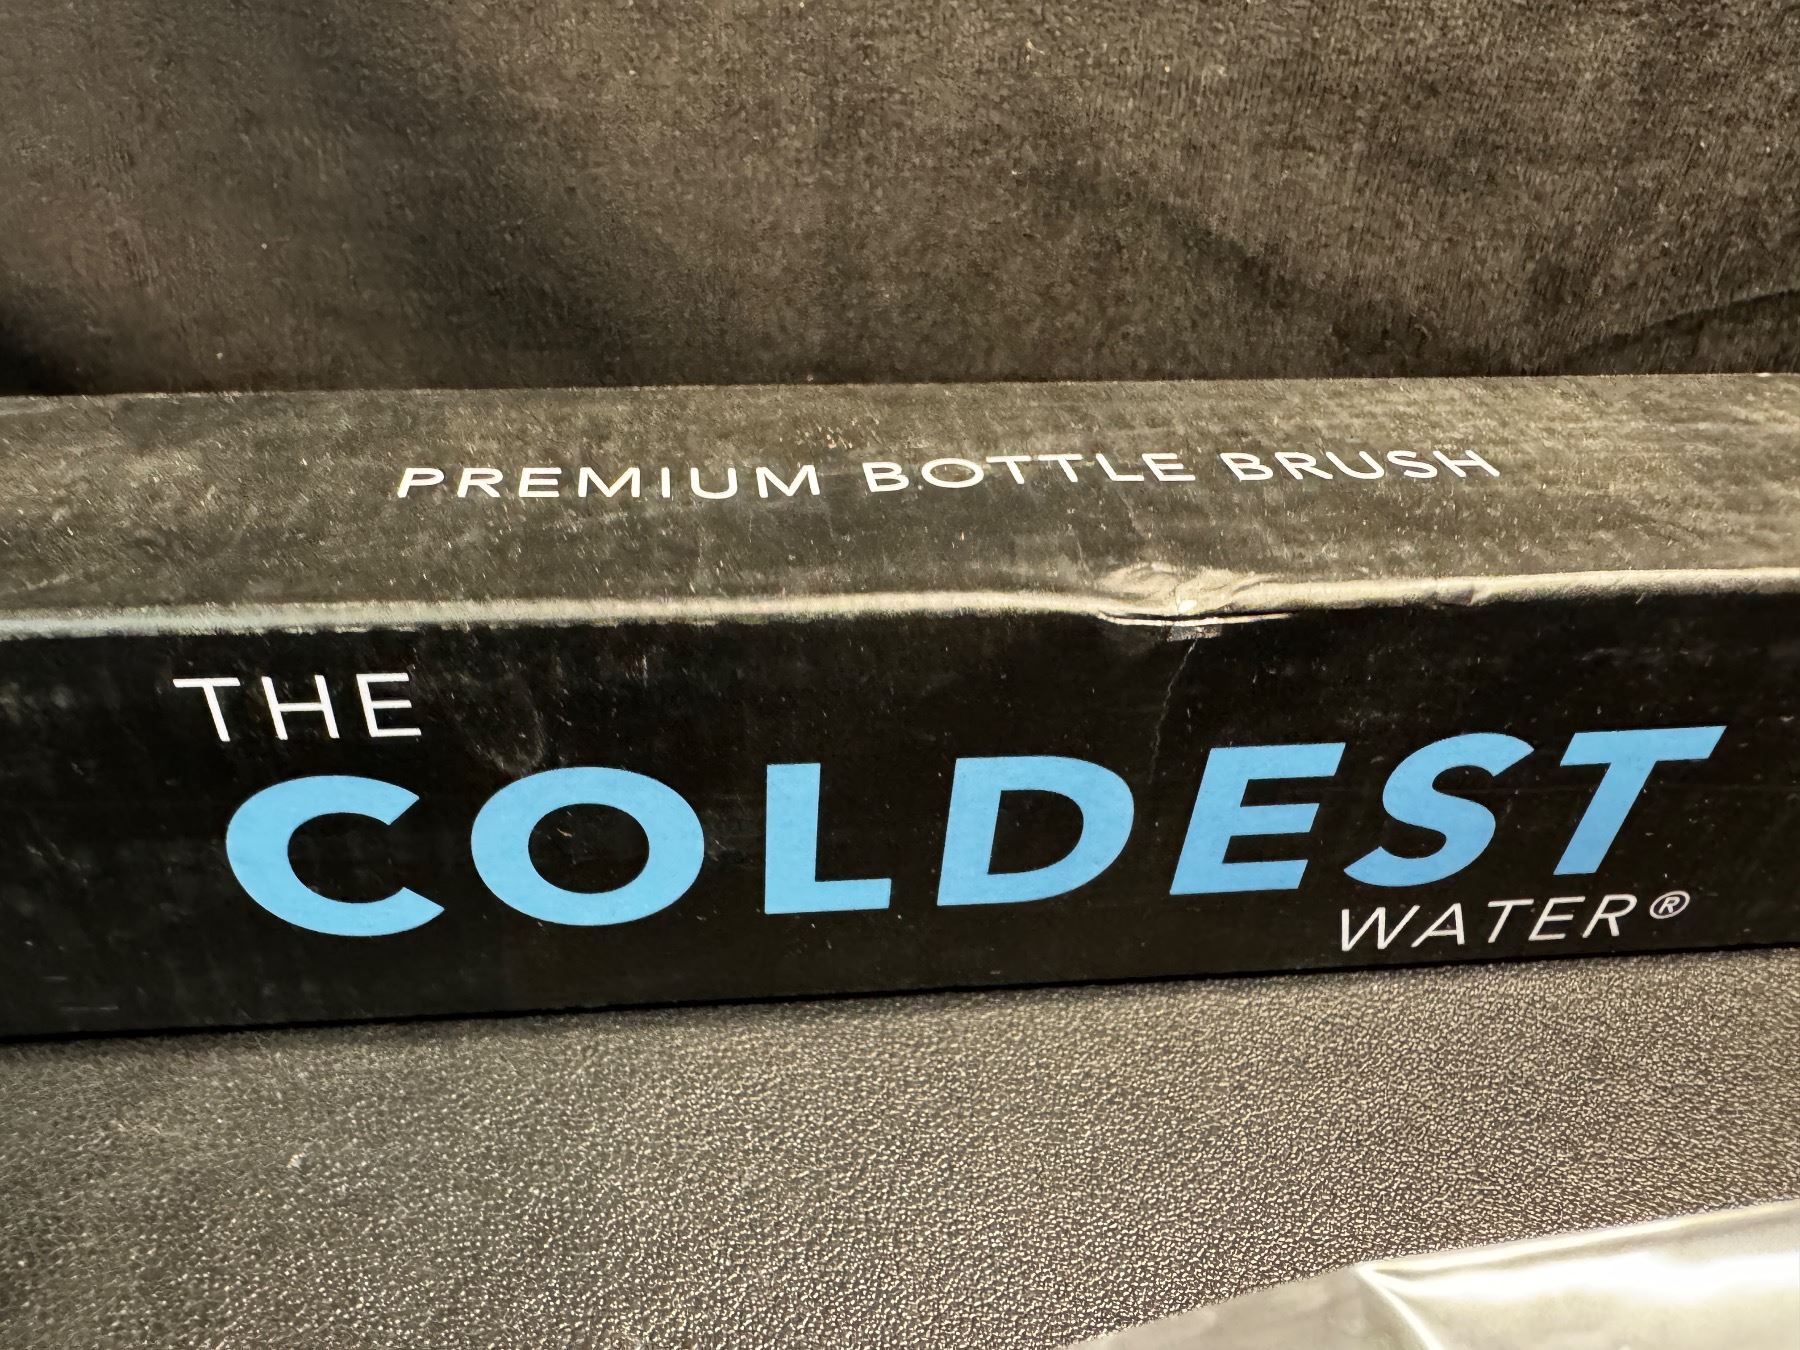 PREMIUM BOTTLE BRUSH
THE
COLDEST
WATER®